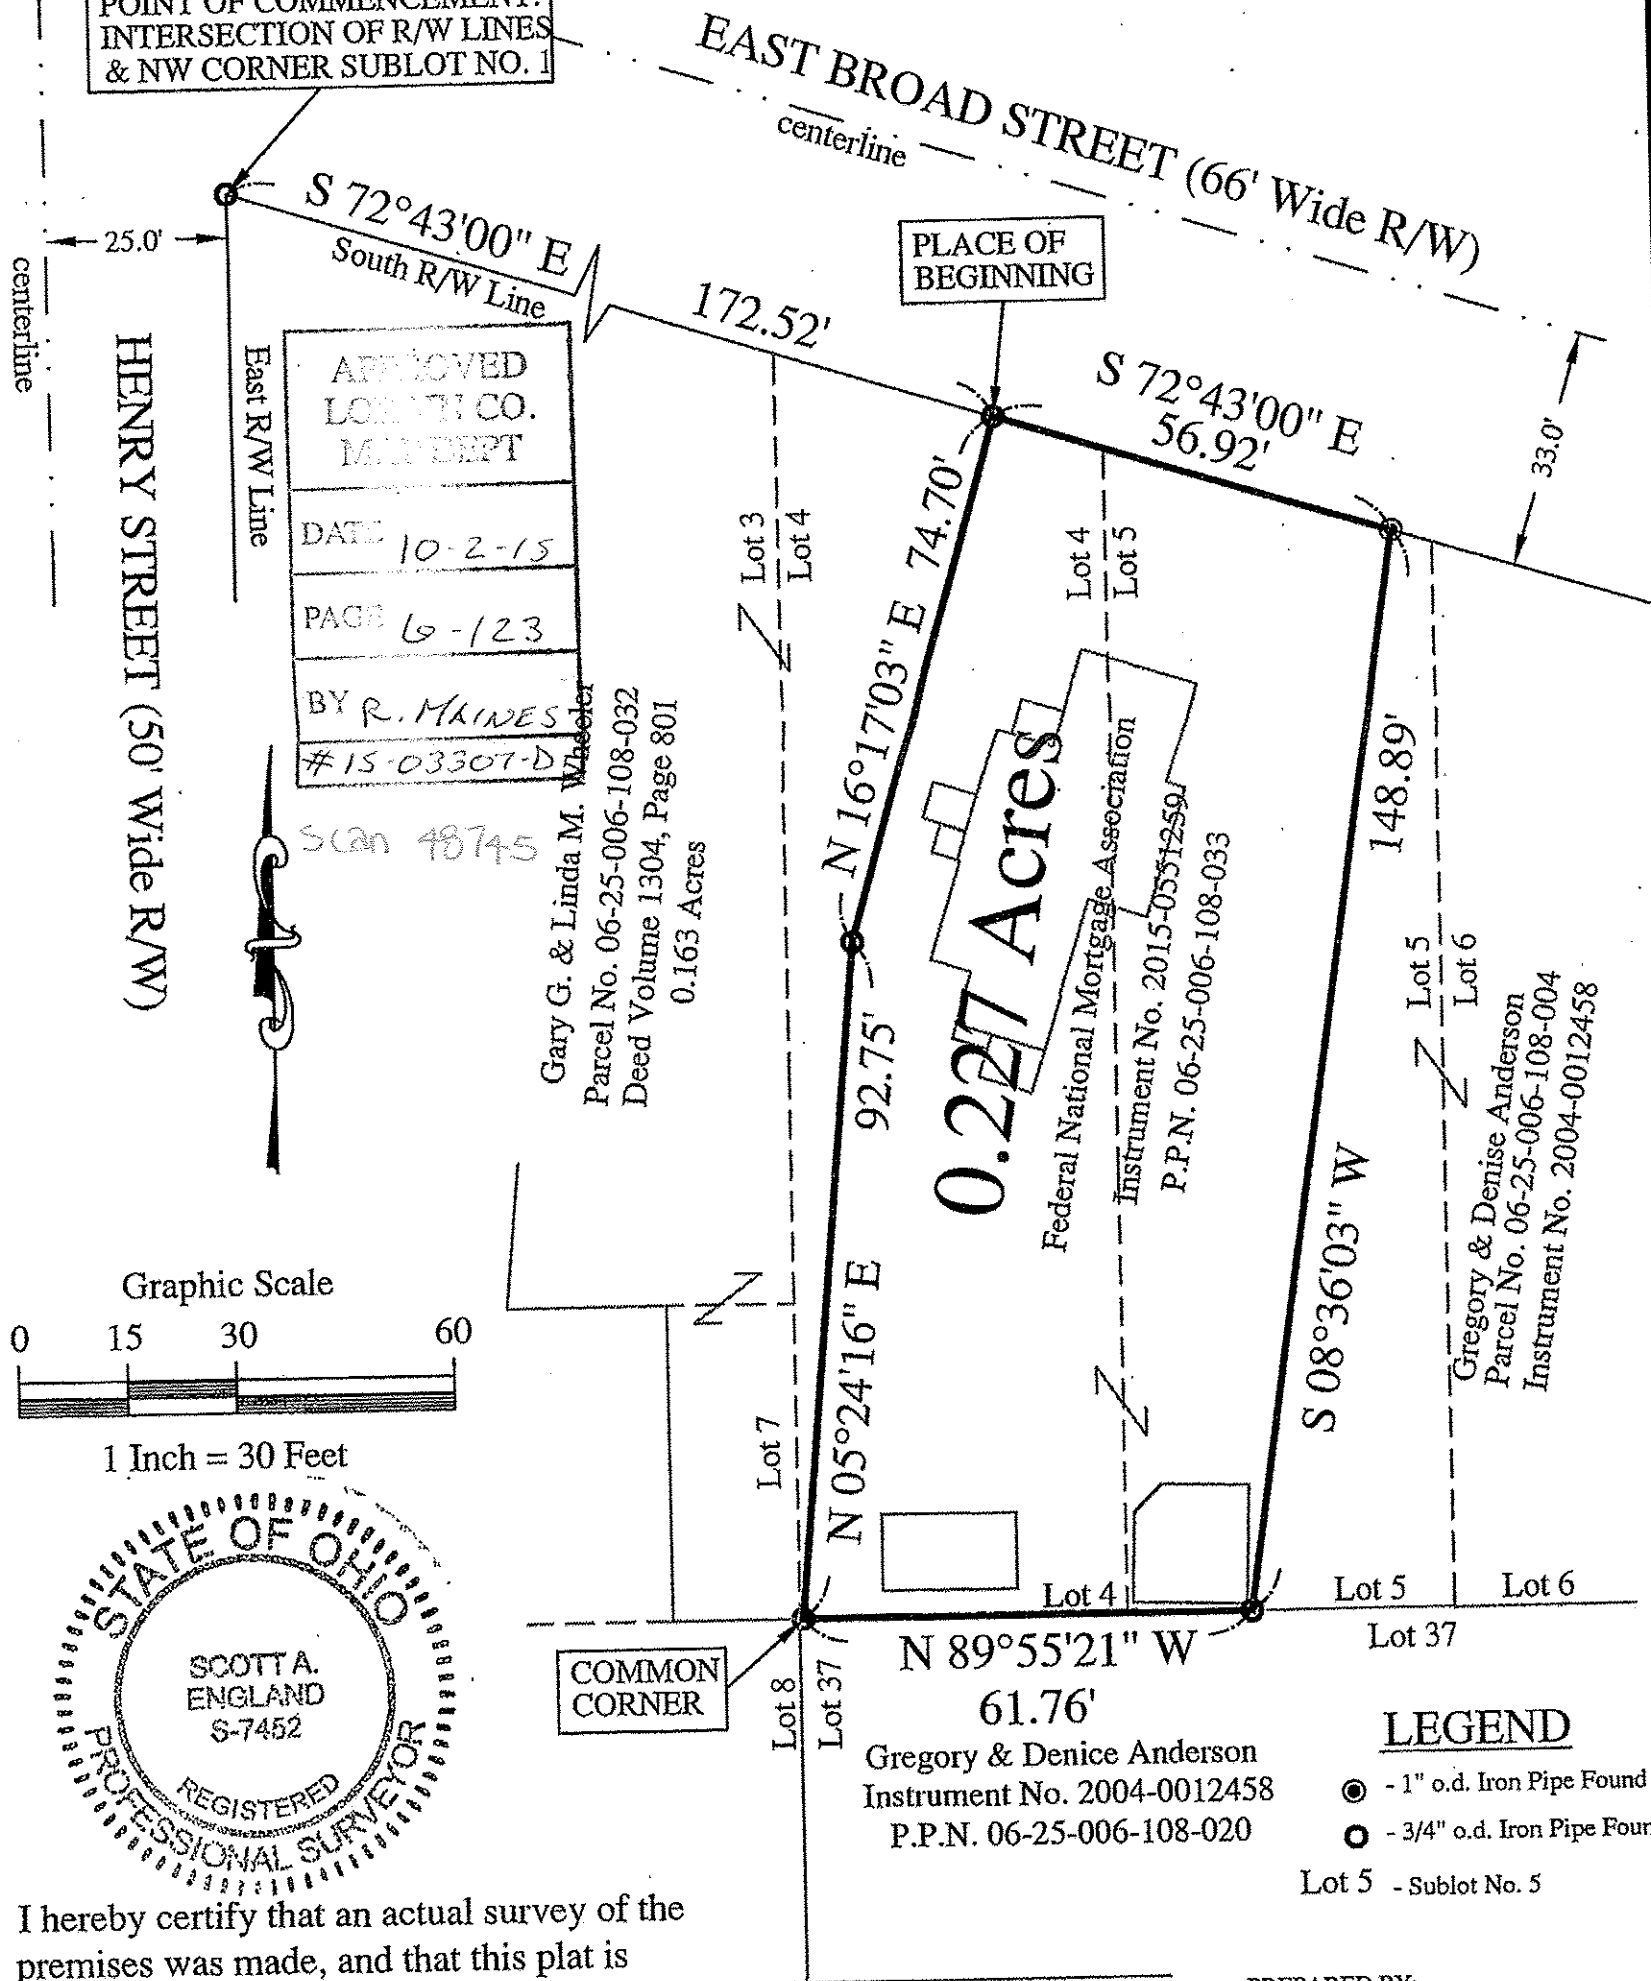 POINT OF COMMENCEMENT:
INTERSECTION OF R/W LINES
& NW CORNER SUBLOT NO. 1
EAST BROAD STREET (66' Wide R/W)
centerline
S 72°43'00" E
South R/W Line
25.0'
centerline
HENRY STREET (50' Wide R/W)
East R/W Line
172.52'
PLACE OF
BEGINNING
S 72°43'00" E
56.92'
33.0'
APPROVED
LORAIN CO.
MAP DEPT
DATE 10-2-15
PAGE 6-123
BY R. MAINES
#15-03307-D
Scan 48745
Lot 3
Lot 4
Lot 4
Lot 5
N 16°17'03" E 74.70'
Gary G. & Linda M. Wheeler
Parcel No. 06-25-006-108-032
Deed Volume 1304, Page 801
0.163 Acres
0.227 Acres
Federal National Mortgage Association
Instrument No. 2015-0551259
P.P.N. 06-25-006-108-033
148.89'
S 08°36'03" W
Lot 5
Lot 6
Gregory & Denise Anderson
Parcel No. 06-25-006-108-004
Instrument No. 2004-0012458
N 05°24'16" E 92.75'
Graphic Scale
0 15 30 60
1 Inch = 30 Feet
Lot 7
Lot 4
Lot 5
Lot 6
Lot 37
N 89°55'21" W
61.76'
COMMON
CORNER
Lot 8
Lot 37
Gregory & Denice Anderson
Instrument No. 2004-0012458
P.P.N. 06-25-006-108-020
LEGEND
- 1" o.d. Iron Pipe Found
- 3/4" o.d. Iron Pipe Foun
Lot 5 - Sublot No. 5
STATE OF OHIO
SCOTT A.
ENGLAND
S-7452
REGISTERED
PROFESSIONAL SURVEYOR
I hereby certify that an actual survey of the
premises was made, and that this plat is
PREPARED BY: